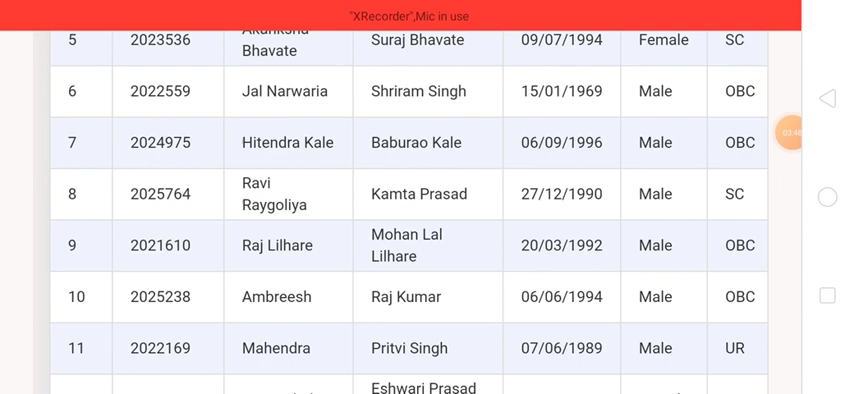 "XRecorder",Mic in use
5 2023536 Akanksha Bhavate Suraj Bhavate 09/07/1994 Female SC
6 2022559 Jal Narwaria Shriram Singh 15/01/1969 Male OBC
7 2024975 Hitendra Kale Baburao Kale 06/09/1996 Male OBC
03:48
8 2025764 Ravi Raygoliya Kamta Prasad 27/12/1990 Male SC
9 2021610 Raj Lilhare Mohan Lal Lilhare 20/03/1992 Male OBC
10 2025238 Ambreesh Raj Kumar 06/06/1994 Male OBC
11 2022169 Mahendra Pritvi Singh 07/06/1989 Male UR
Eshwari Prasad